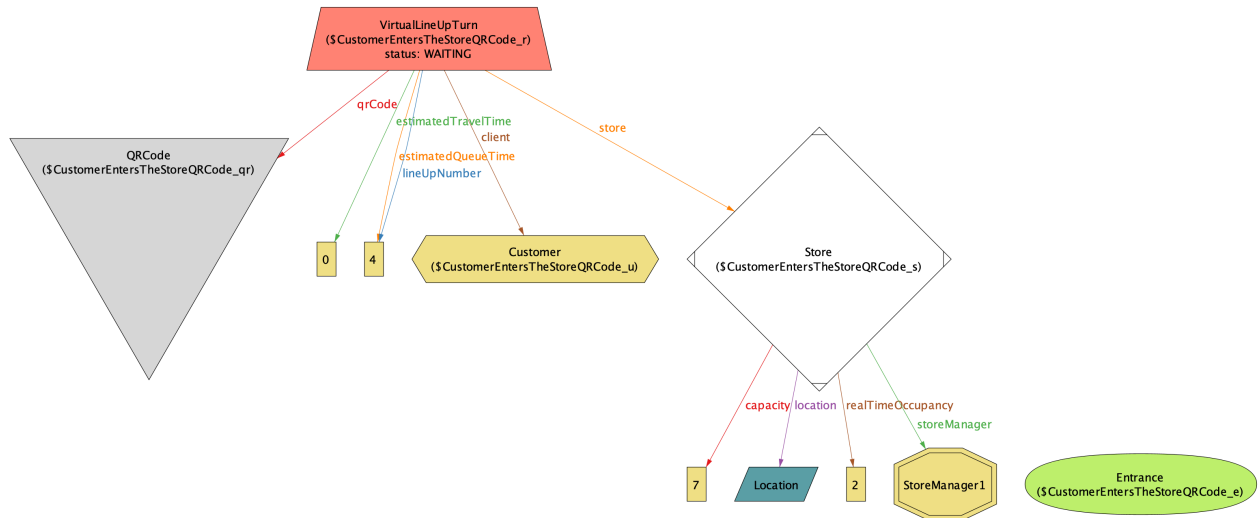 VirtualLineUpTurn
($CustomerEntersTheStoreQRCode_r)
status: WAITING
qrCode
estimatedTravelTime
client
store
estimatedQueueTime
lineUpNumber
QRCode
($CustomerEntersTheStoreQRCode_qr)
0
4
Customer
($CustomerEntersTheStoreQRCode_u)
Store
($CustomerEntersTheStoreQRCode_s)
capacity
location
realTimeOccupancy
storeManager
7
Location
2
StoreManager1
Entrance
($CustomerEntersTheStoreQRCode_e)